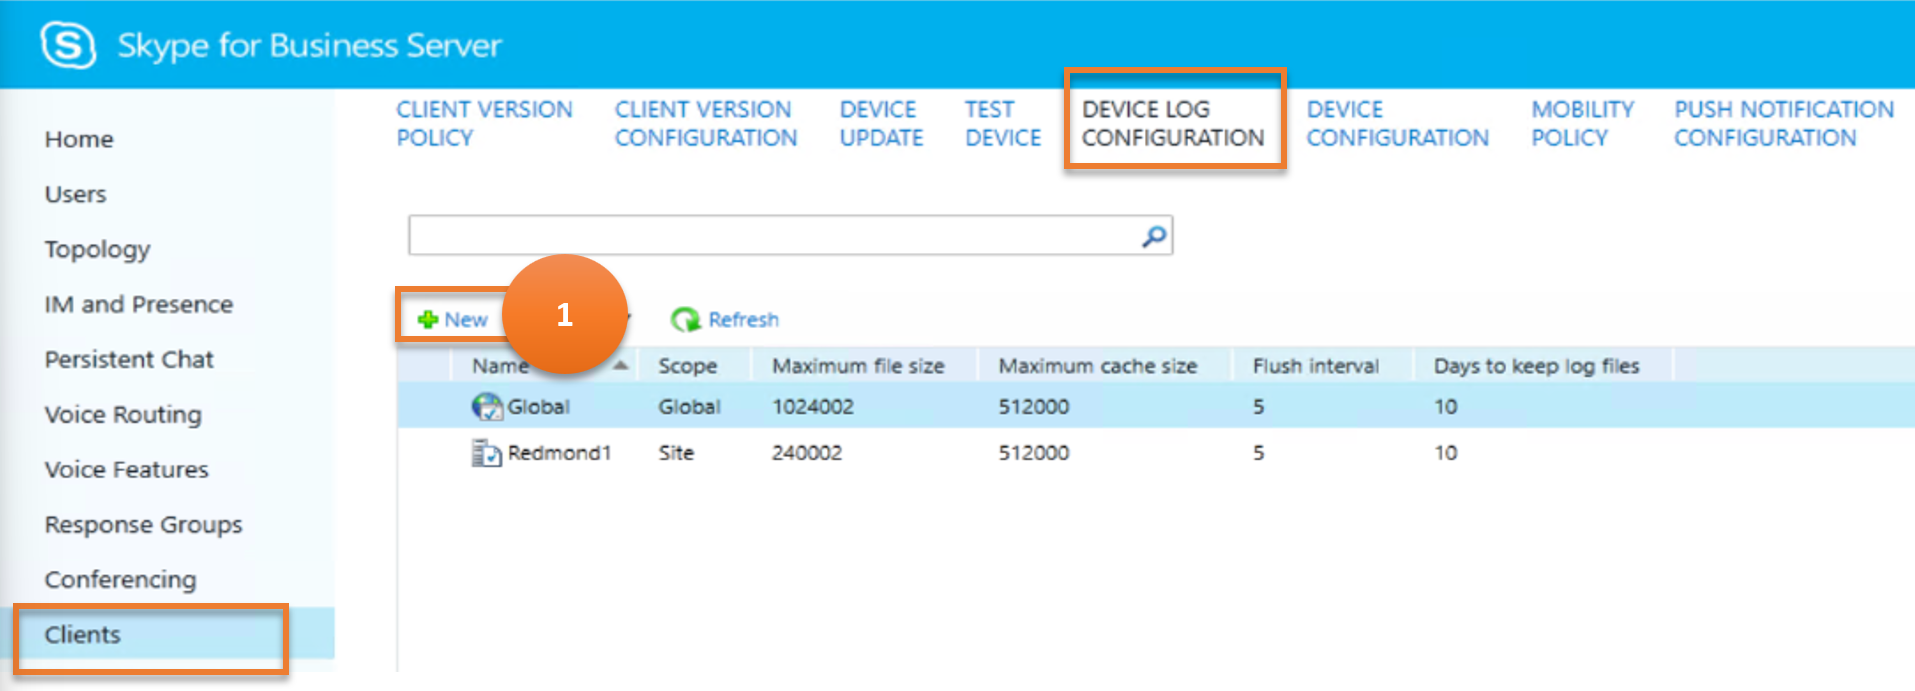 Skype for Business Server
Home
Users
Topology
IM and Presence
Persistent Chat
Voice Routing
Voice Features
Response Groups
Conferencing
Clients
CLIENT VERSION
POLICY
CLIENT VERSION
CONFIGURATION
DEVICE
UPDATE
TEST
DEVICE
DEVICE LOG
CONFIGURATION
DEVICE
CONFIGURATION
MOBILITY
POLICY
PUSH NOTIFICATION
CONFIGURATION
New 1 Refresh
Name Scope Maximum file size Maximum cache size Flush interval Days to keep log files
Global Global 1024002 512000 5 10
Redmond1 Site 240002 512000 5 10